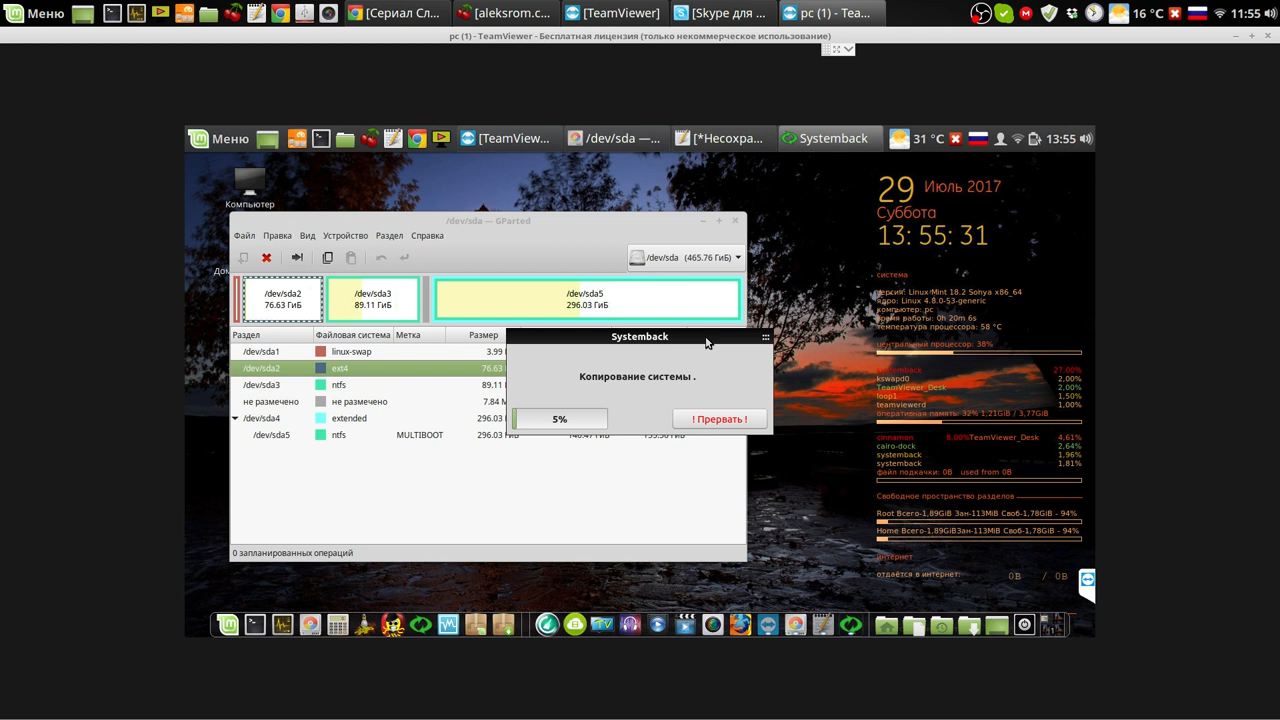 Меню
[Сериал Сл...
[aleksrom.c...
[TeamViewer]
[Skype для ...
pc (1) - Tea...
16 °C
11:55
pc (1) - TeamViewer - Бесплатная лицензия (только некоммерческое использование)
Меню
[TeamView...
/dev/sda —...
[*Несохра...
Systemback
31 °C
13:55
Компьютер
29 Июль 2017
Суббота
13: 55: 31
/dev/sda — GParted
Файл Правка Вид Устройство Раздел Справка
/dev/sda (465.76 ГиБ)
/dev/sda2
76.63 ГиБ
/dev/sda3
89.11 ГиБ
/dev/sda5
296.03 ГиБ
Раздел Файловая система Метка Размер
/dev/sda1 linux-swap 3.99
/dev/sda2 ext4 76.63
/dev/sda3 ntfs 89.11
не размечено не размечено 7.84
/dev/sda4 extended 296.03
/dev/sda5 ntfs MULTIBOOT 296.03
0 запланированных операций
Systemback
Копирование системы .
5%
! Прервать !
система
версия: Linux Mint 18.2 Sonya x86_64
ядро: Linux 4.8.0-53-generic
компьютер: pc
время работы: 0h 20m 6s
температура процессора: 58 °C
центральный процессор: 38%
27,00%
kswapd0 2,00%
TeamViewer_Desk 2,00%
loop1 1,50%
teamviewerd 1,00%
оперативная память: 32% 1,21GiB / 3,77GiB
cinnamon 8.00%TeamViewer_Desk 4,61%
cairo-dock 2,64%
systemback 1,96%
systemback 1,81%
файл подкачки: 0B used from 0B
Свободное пространство разделов
Root Всего-1,89GiB Зан-113MiB Своб-1,78GiB - 94%
Home Всего-1,89GiBЗан-113MiB Своб-1,78GiB - 94%
интернет
отдаётся в интернет: 0B / 0B